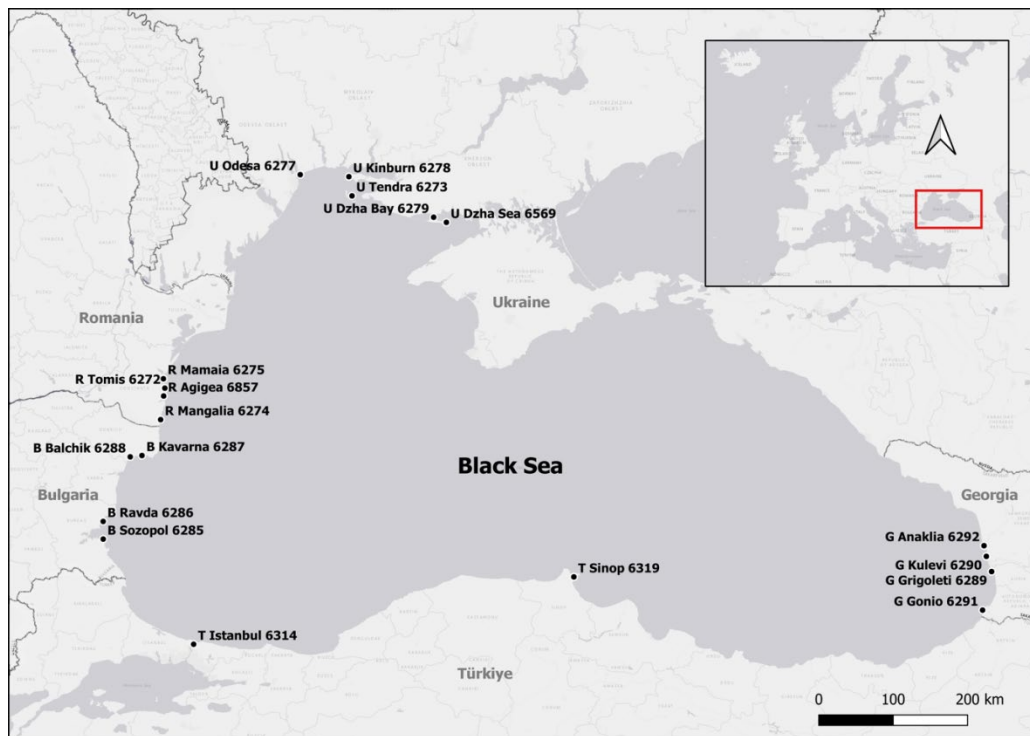 U Odesa 6277
U Kinburn 6278
U Tendra 6273
U Dzha Bay 6279
U Dzha Sea 6569
Ukraine
Romania
R Mamaia 6275
R Tomis 6272
R Agigea 6857
R Mangalia 6274
B Kavarna 6287
B Balchik 6288
Black Sea
Bulgaria
Georgia
B Ravda 6286
B Sozopol 6285
G Anaklia 6292
G Kulevi 6290
G Grigoleti 6289
T Sinop 6319
G Gonio 6291
T Istanbul 6314
Türkiye
0 100 200 km